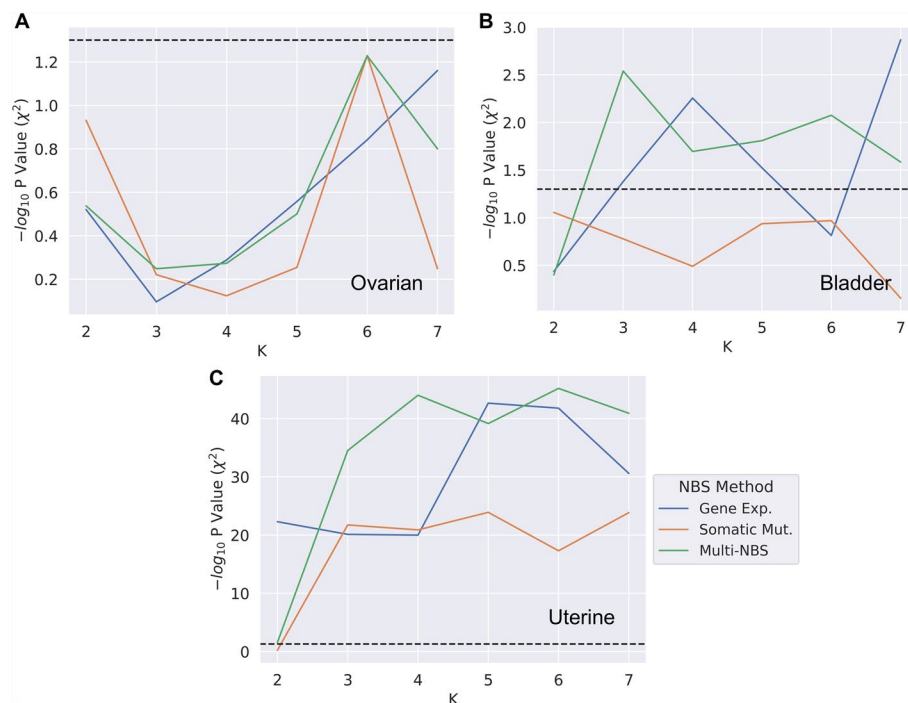 A
−log₁₀ P Value (χ²)
1.2
1.0
0.8
0.6
0.4
0.2
Ovarian
2 3 4 5 6 7
K
B
−log₁₀ P Value (χ²)
3.0
2.5
2.0
1.5
1.0
0.5
Bladder
2 3 4 5 6 7
K
C
−log₁₀ P Value (χ²)
40
30
20
10
0
Uterine
2 3 4 5 6 7
K
NBS Method
Gene Exp.
Somatic Mut.
Multi-NBS